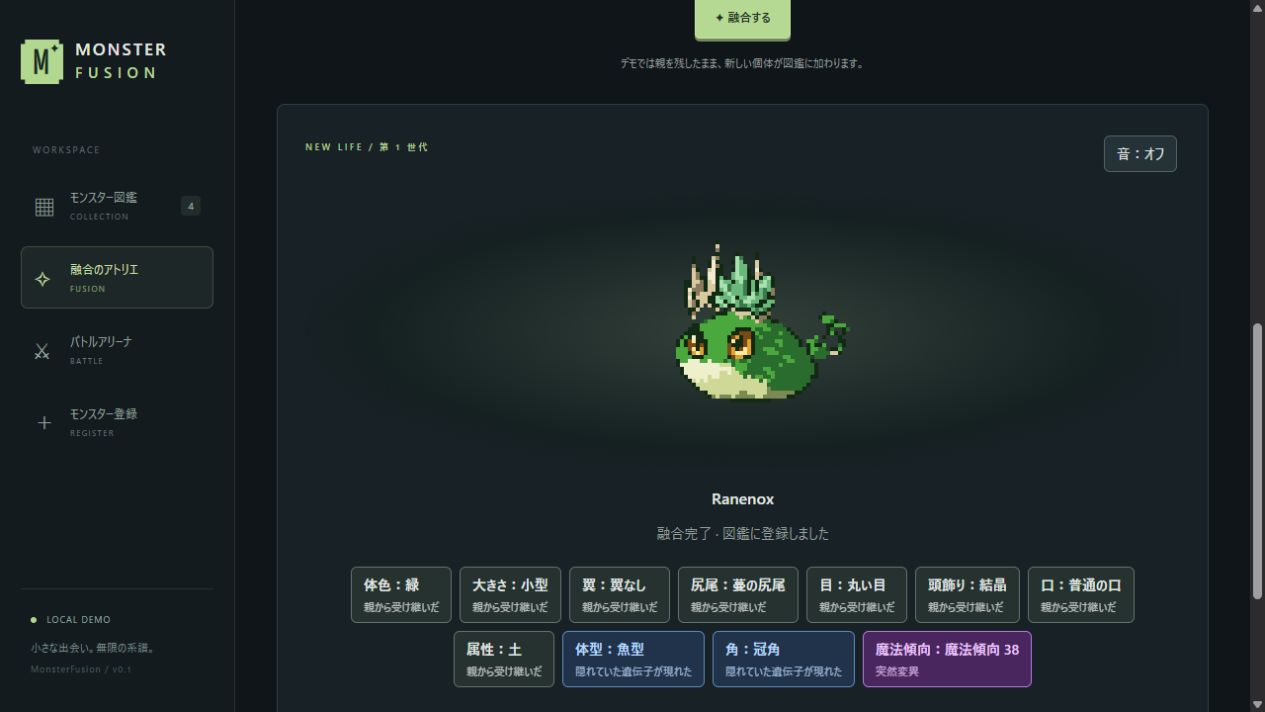 MONSTER
FUSION
WORKSPACE
モンスター図鑑
COLLECTION
4
融合のアトリエ
FUSION
バトルアリーナ
BATTLE
モンスター登録
REGISTER
LOCAL DEMO
小さな出会い。無限の系譜。
MonsterFusion / v0.1
✦ 融合する
デモでは親を残したまま、新しい個体が図鑑に加わります。
NEW LIFE / 第 1 世代
音：オフ
Ranenox
融合完了 · 図鑑に登録しました
体色：緑
親から受け継いだ
大きさ：小型
親から受け継いだ
翼：翼なし
親から受け継いだ
尻尾：蔓の尻尾
親から受け継いだ
目：丸い目
親から受け継いだ
頭飾り：結晶
親から受け継いだ
口：普通の口
親から受け継いだ
属性：土
親から受け継いだ
体型：魚型
隠れていた遺伝子が現れた
角：冠角
隠れていた遺伝子が現れた
魔法傾向：魔法傾向 38
突然変異